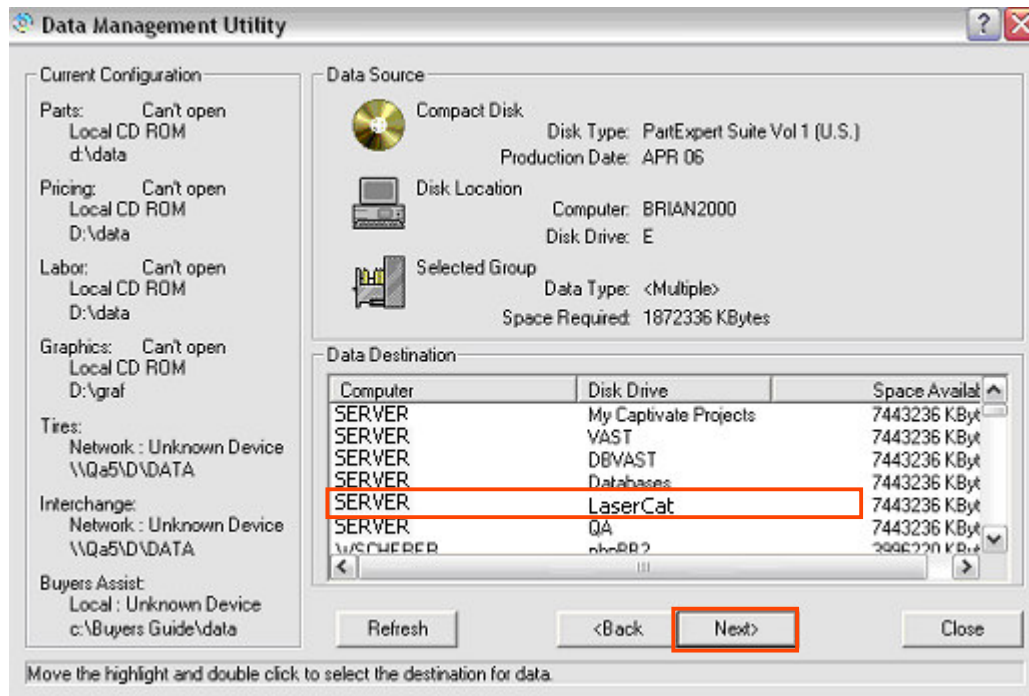 Data Management Utility
Current Configuration
Parts: Can't open
Local CD ROM
d:\data
Pricing: Can't open
Local CD ROM
D:\data
Labor: Can't open
Local CD ROM
D:\data
Graphics: Can't open
Local CD ROM
D:\graf
Tires:
Network : Unknown Device
\\Qa5\D\DATA
Interchange:
Network : Unknown Device
\\Qa5\D\DATA
Buyers Assist:
Local : Unknown Device
c:\Buyers Guide\data
Data Source
Compact Disk
Disk Type: PartExpert Suite Vol 1 (U.S.)
Production Date: APR 06
Disk Location
Computer: BRIAN2000
Disk Drive: E
Selected Group
Data Type: <Multiple>
Space Required: 1872336 KBytes
Data Destination
Computer Disk Drive Space Availal
SERVER My Captivate Projects 7443236 KByt
SERVER VAST 7443236 KByt
SERVER DBVAST 7443236 KByt
SERVER Databases 7443236 KByt
SERVER LaserCat 7443236 KByt
SERVER QA 7443236 KByt
WSCHERER phpBB2 3996220 KByt
Refresh <Back Next> Close
Move the highlight and double click to select the destination for data.